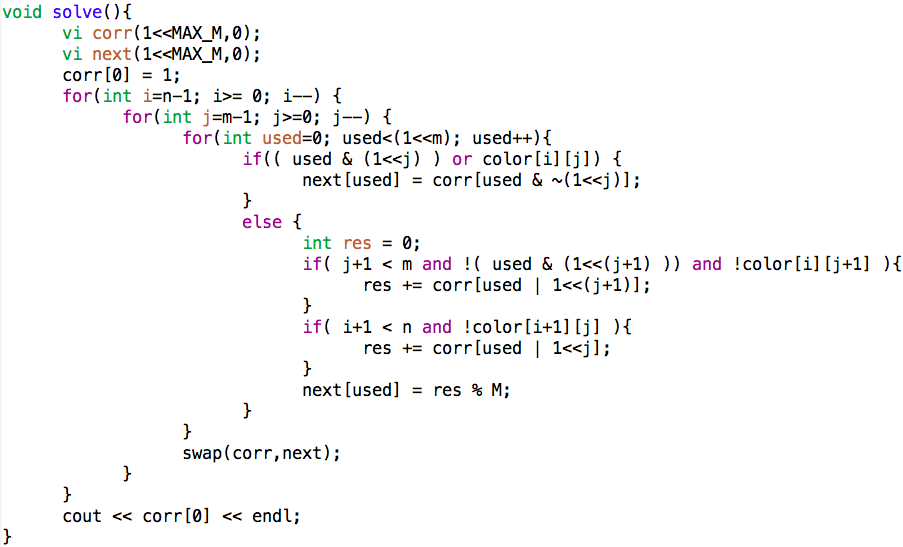 void solve(){
      vi corr(1<<MAX_M,0);
      vi next(1<<MAX_M,0);
      corr[0] = 1;
      for(int i=n-1; i>= 0; i--) {
            for(int j=m-1; j>=0; j--) {
                  for(int used=0; used<(1<<m); used++){
                        if(( used & (1<<j) ) or color[i][j]) {
                              next[used] = corr[used & ~(1<<j)];
                        }
                        else {
                              int res = 0;
                              if( j+1 < m and !( used & (1<<(j+1) )) and !color[i][j+1] ){
                                    res += corr[used | 1<<(j+1)];
                              }
                              if( i+1 < n and !color[i+1][j] ){
                                    res += corr[used | 1<<j];
                              }
                              next[used] = res % M;
                        }
                  }
                  swap(corr,next);
            }
      }
      cout << corr[0] << endl;
}